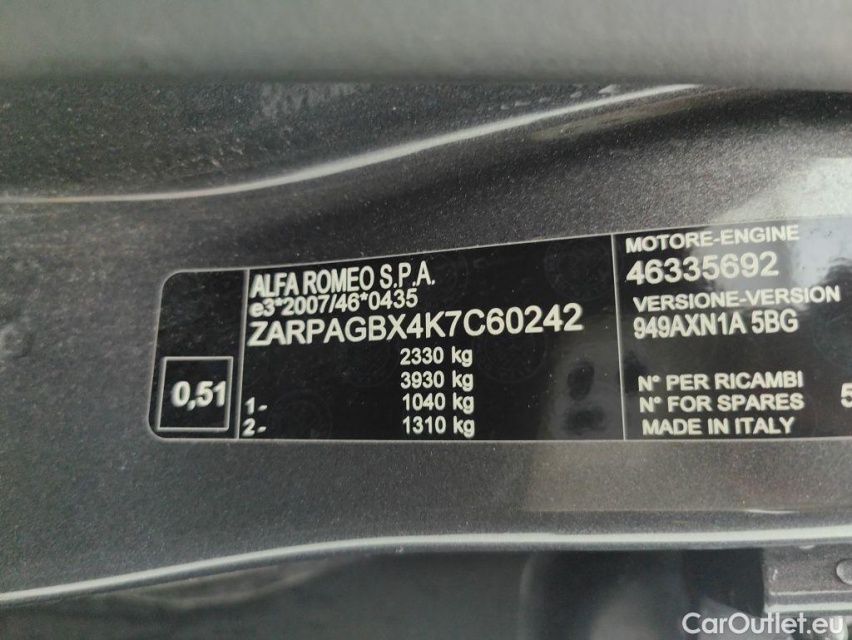 ALFA ROMEO S.P.A.
e3*2007/46*0435
ZARPAGBX4K7C60242
2330 kg
3930 kg
1- 1040 kg
2- 1310 kg
0,51
MOTORE-ENGINE
46335692
VERSIONE-VERSION
949AXN1A 5BG
N° PER RICAMBI
N° FOR SPARES 5
MADE IN ITALY
CarOutlet.eu